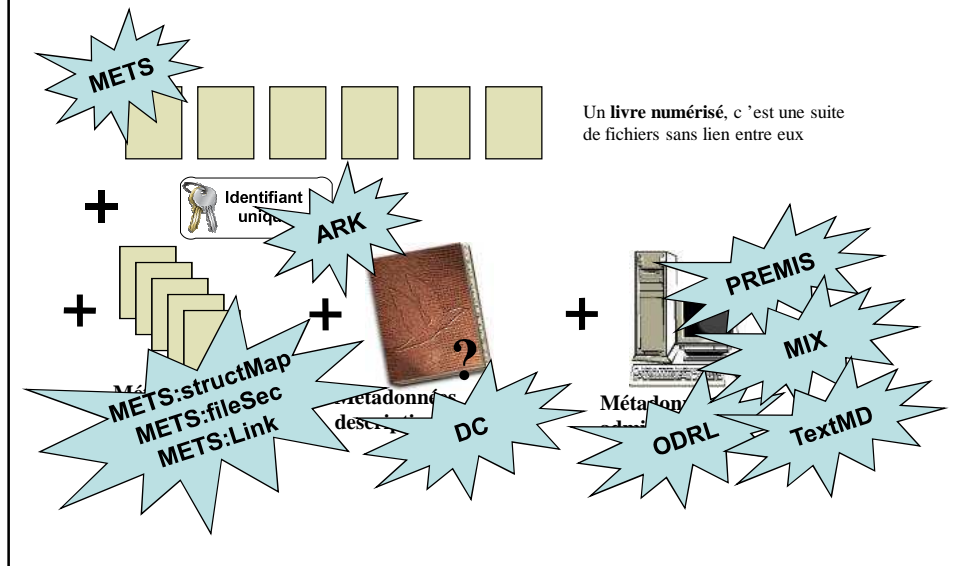 METS
Un livre numérisé, c ’est une suite
de fichiers sans lien entre eux
+
Identifiant
ARK
+
METS:structMap
METS:fileSec
METS:Link
+
?
Métadonnées
DC
+
PREMIS
MIX
ODRL
TextMD